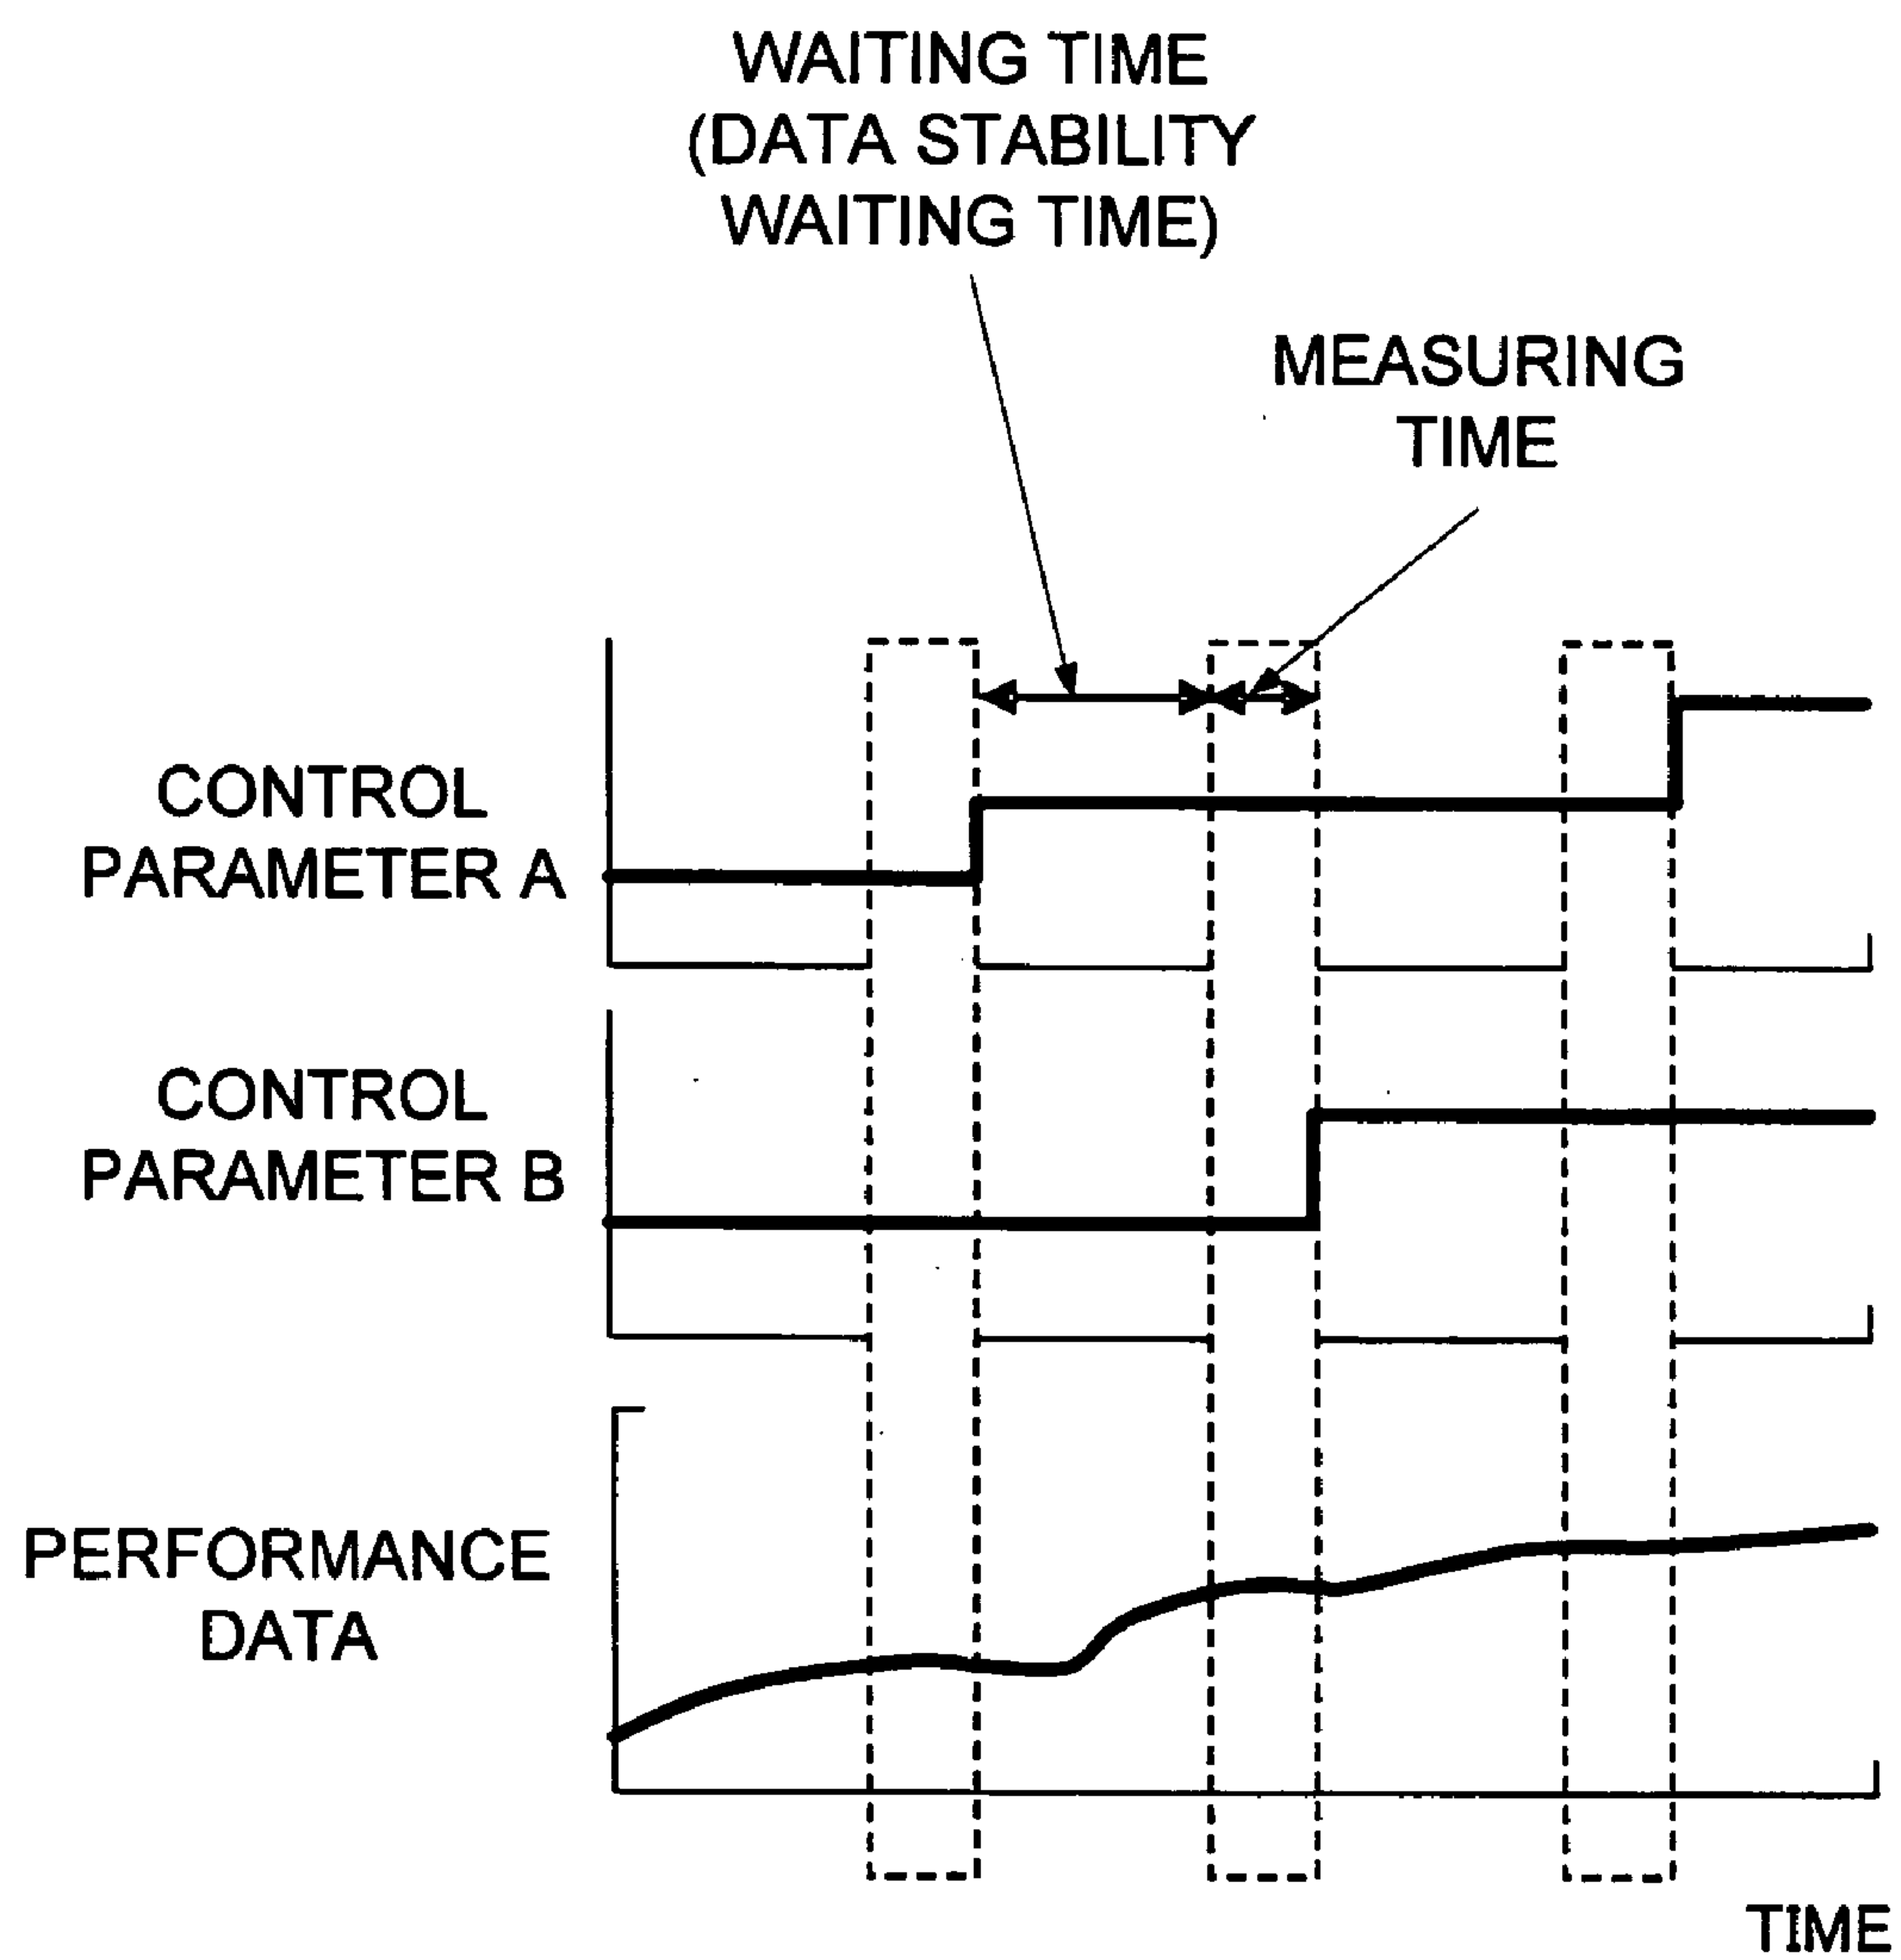 WAITING TIME
(DATA STABILITY
WAITING TIME)
MEASURING
TIME
CONTROL
PARAMETER A
CONTROL
PARAMETER B
PERFORMANCE
DATA
TIME